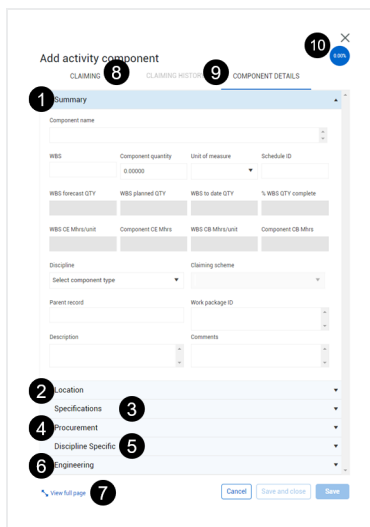 10
0.00%
Add activity component
CLAIMING 8 CLAIMING HISTOR 9 COMPONENT DETAILS
1 Summary
Component name
WBS Component quantity Unit of measure Schedule ID
0.00000
WBS forecast QTY WBS planned QTY WBS to date QTY % WBS QTY complete
WBS CE Mhrs/unit Component CE Mhrs WBS CB Mhrs/unit Component CB Mhrs
Discipline Claiming scheme
Select component type
Parent record Work package ID
Description Comments
2 Location
Specifications 3
4 Procurement
Discipline Specific 5
6 Engineering
View full page 7 Cancel Save and close Save